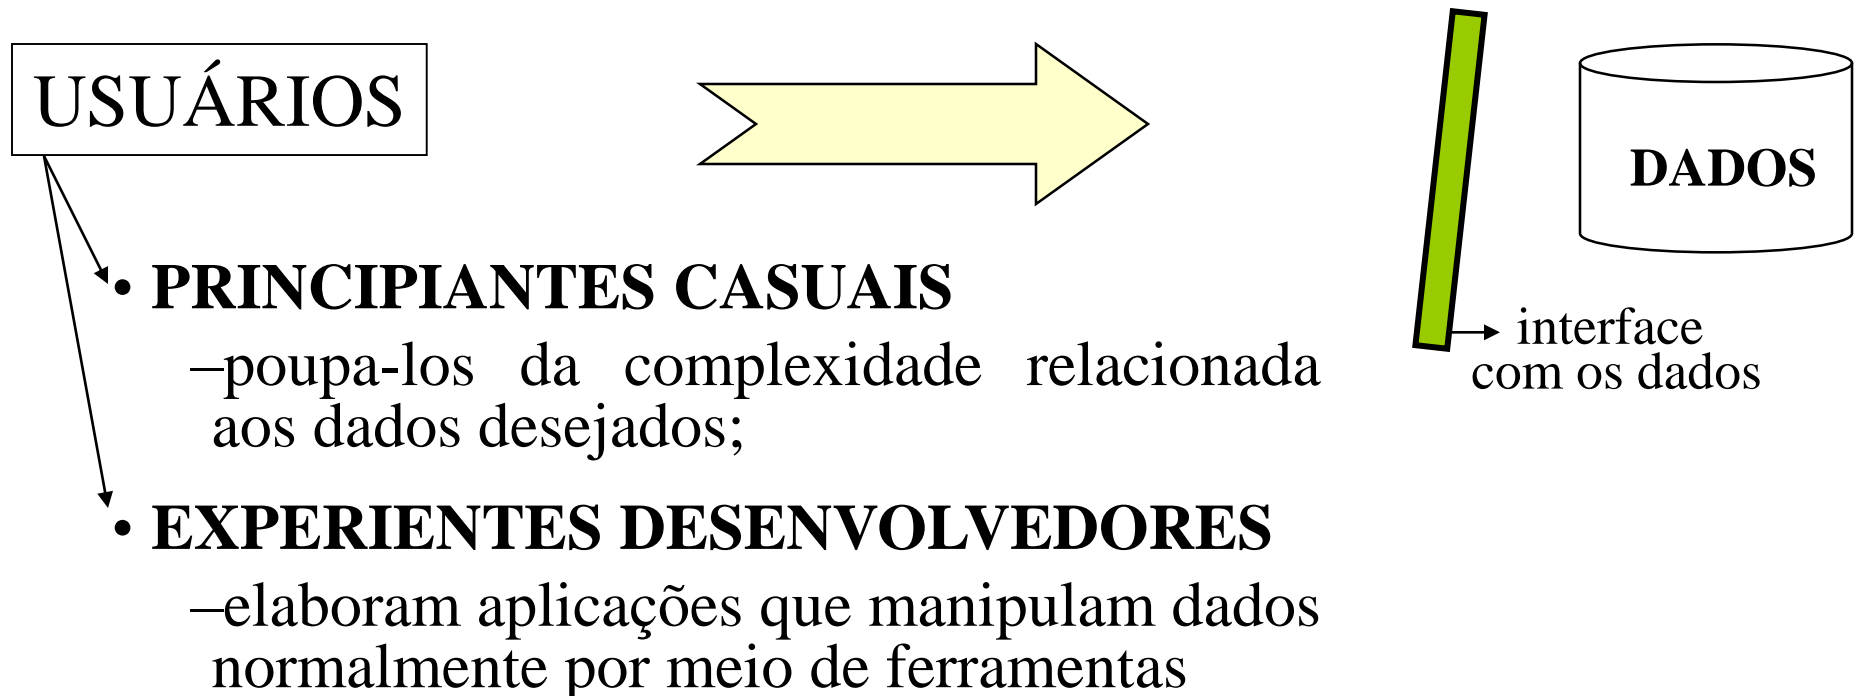 USUÁRIOS
DADOS
• PRINCIPIANTES CASUAIS
–poupa-los da complexidade relacionada
aos dados desejados;
interface
com os dados
• EXPERIENTES DESENVOLVEDORES
–elaboram aplicações que manipulam dados
normalmente por meio de ferramentas